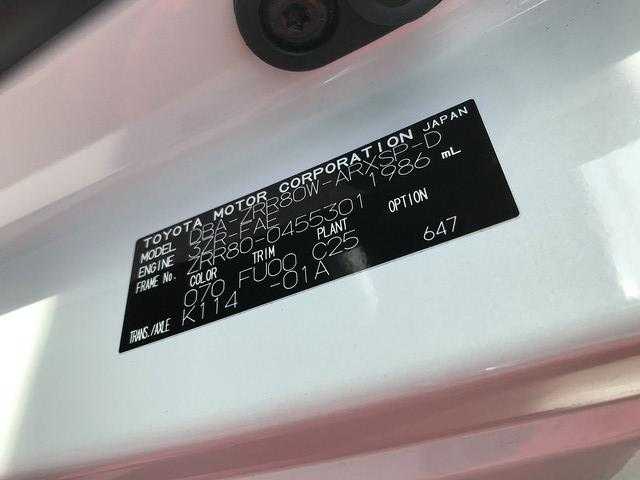 TOYOTA MOTOR CORPORATION JAPAN
MODEL DBA-ZRR80W-ARXSP-D
ENGINE 3ZR-FAE 1986 mL
FRAME No. ZRR80-0455301
COLOR TRIM PLANT OPTION
070 FU00 C25 647
TRANS./AXLE K114 -01A